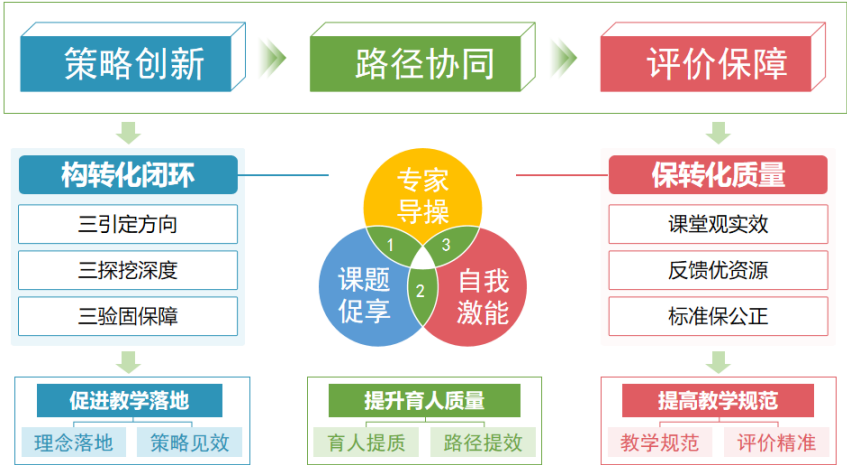 策略创新
路径协同
评价保障
构转化闭环
三引定方向
三探挖深度
三验固保障
专家
导操
1
3
课题
促享
2
自我
激能
保转化质量
课堂观实效
反馈优资源
标准保公正
促进教学落地
理念落地
策略见效
提升育人质量
育人提质
路径提效
提高教学规范
教学规范
评价精准